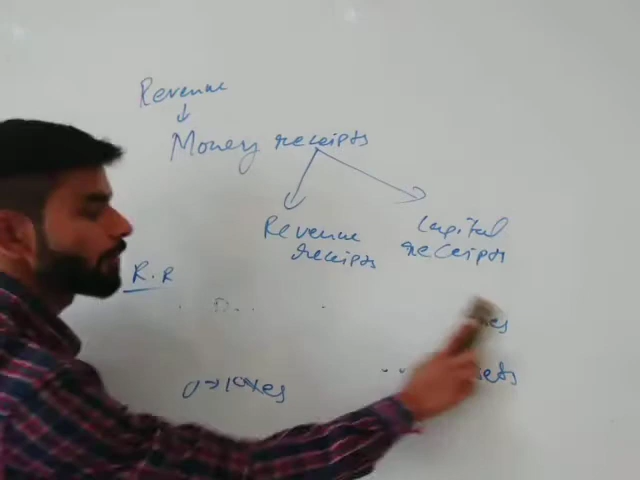 Revenue
↓
Money receipts
Revenue receipts
Capital receipts
R.R
taxes